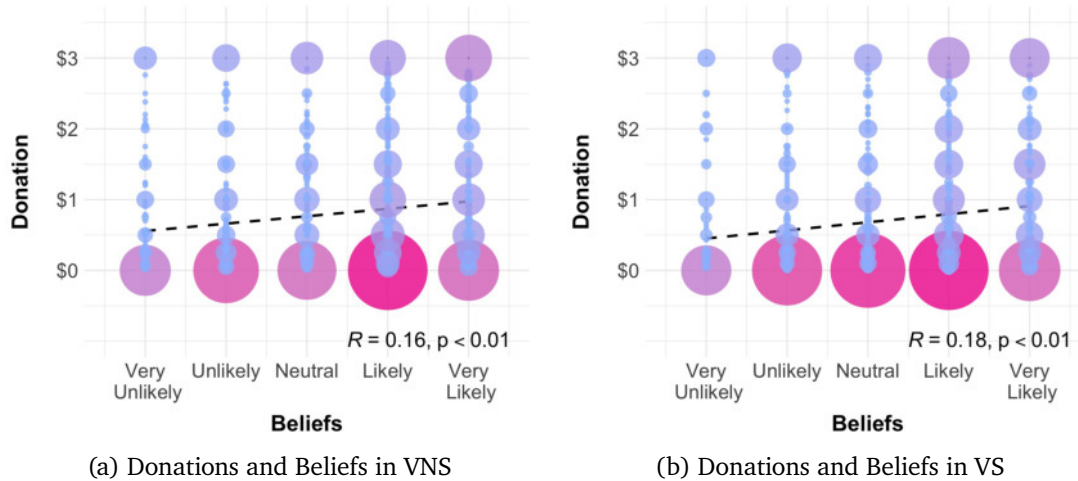 $3
$2
$1
$0
Donation
R = 0.16, p < 0.01
Very Unlikely
Unlikely
Neutral
Likely
Very Likely
Beliefs
(a) Donations and Beliefs in VNS
$3
$2
$1
$0
Donation
R = 0.18, p < 0.01
Very Unlikely
Unlikely
Neutral
Likely
Very Likely
Beliefs
(b) Donations and Beliefs in VS